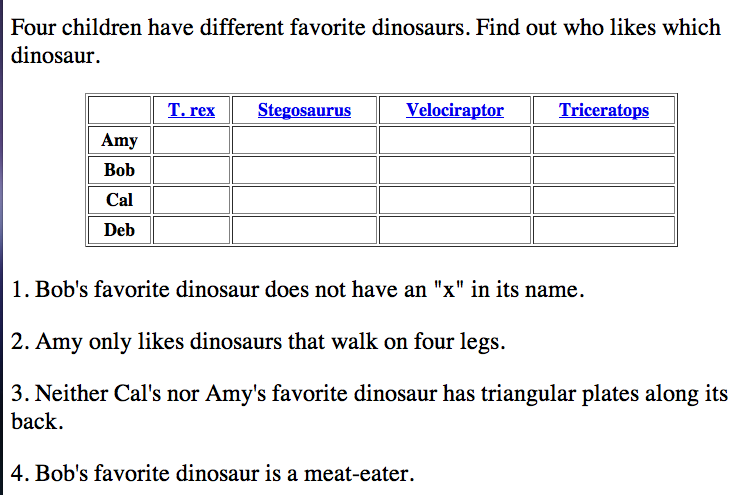 Four children have different favorite dinosaurs. Find out who likes which
dinosaur.
T. rex Stegosaurus Velociraptor Triceratops
Amy
Bob
Cal
Deb
1. Bob's favorite dinosaur does not have an "x" in its name.
2. Amy only likes dinosaurs that walk on four legs.
3. Neither Cal's nor Amy's favorite dinosaur has triangular plates along its
back.
4. Bob's favorite dinosaur is a meat-eater.